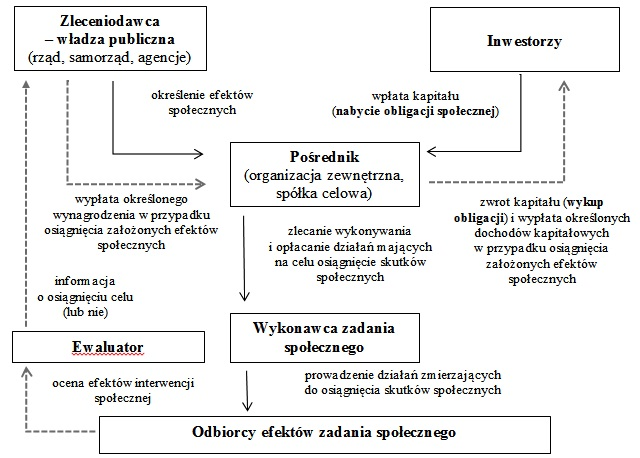 Zleceniodawca
– władza publiczna
(rząd, samorząd, agencje)
Inwestorzy
określenie efektów
społecznych
wpłata kapitału
(nabycie obligacji społecznej)
Pośrednik
(organizacja zewnętrzna,
spółka celowa)
wypłata określonego
wynagrodzenia w przypadku
osiągnięcia założonych efektów
społecznych
zwrot kapitału (wykup
obligacji) i wypłata określonych
dochodów kapitałowych
w przypadku osiągnięcia
założonych efektów
społecznych
zlecanie wykonywania
i opłacanie działań mających
na celu osiągnięcie skutków
społecznych
informacja
o osiągnięciu celu
(lub nie)
Ewaluator
Wykonawca zadania
społecznego
ocena efektów interwencji
społecznej
prowadzenie działań zmierzających
do osiągnięcia skutków społecznych
Odbiorcy efektów zadania społecznego